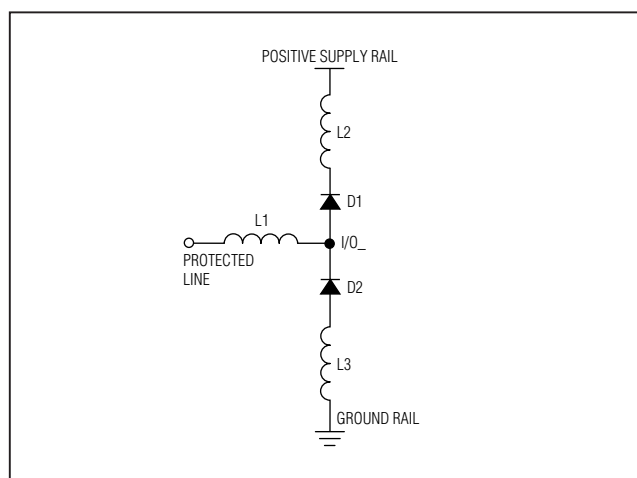 POSITIVE SUPPLY RAIL
L2
D1
L1
I/O_
PROTECTED
LINE
D2
L3
GROUND RAIL